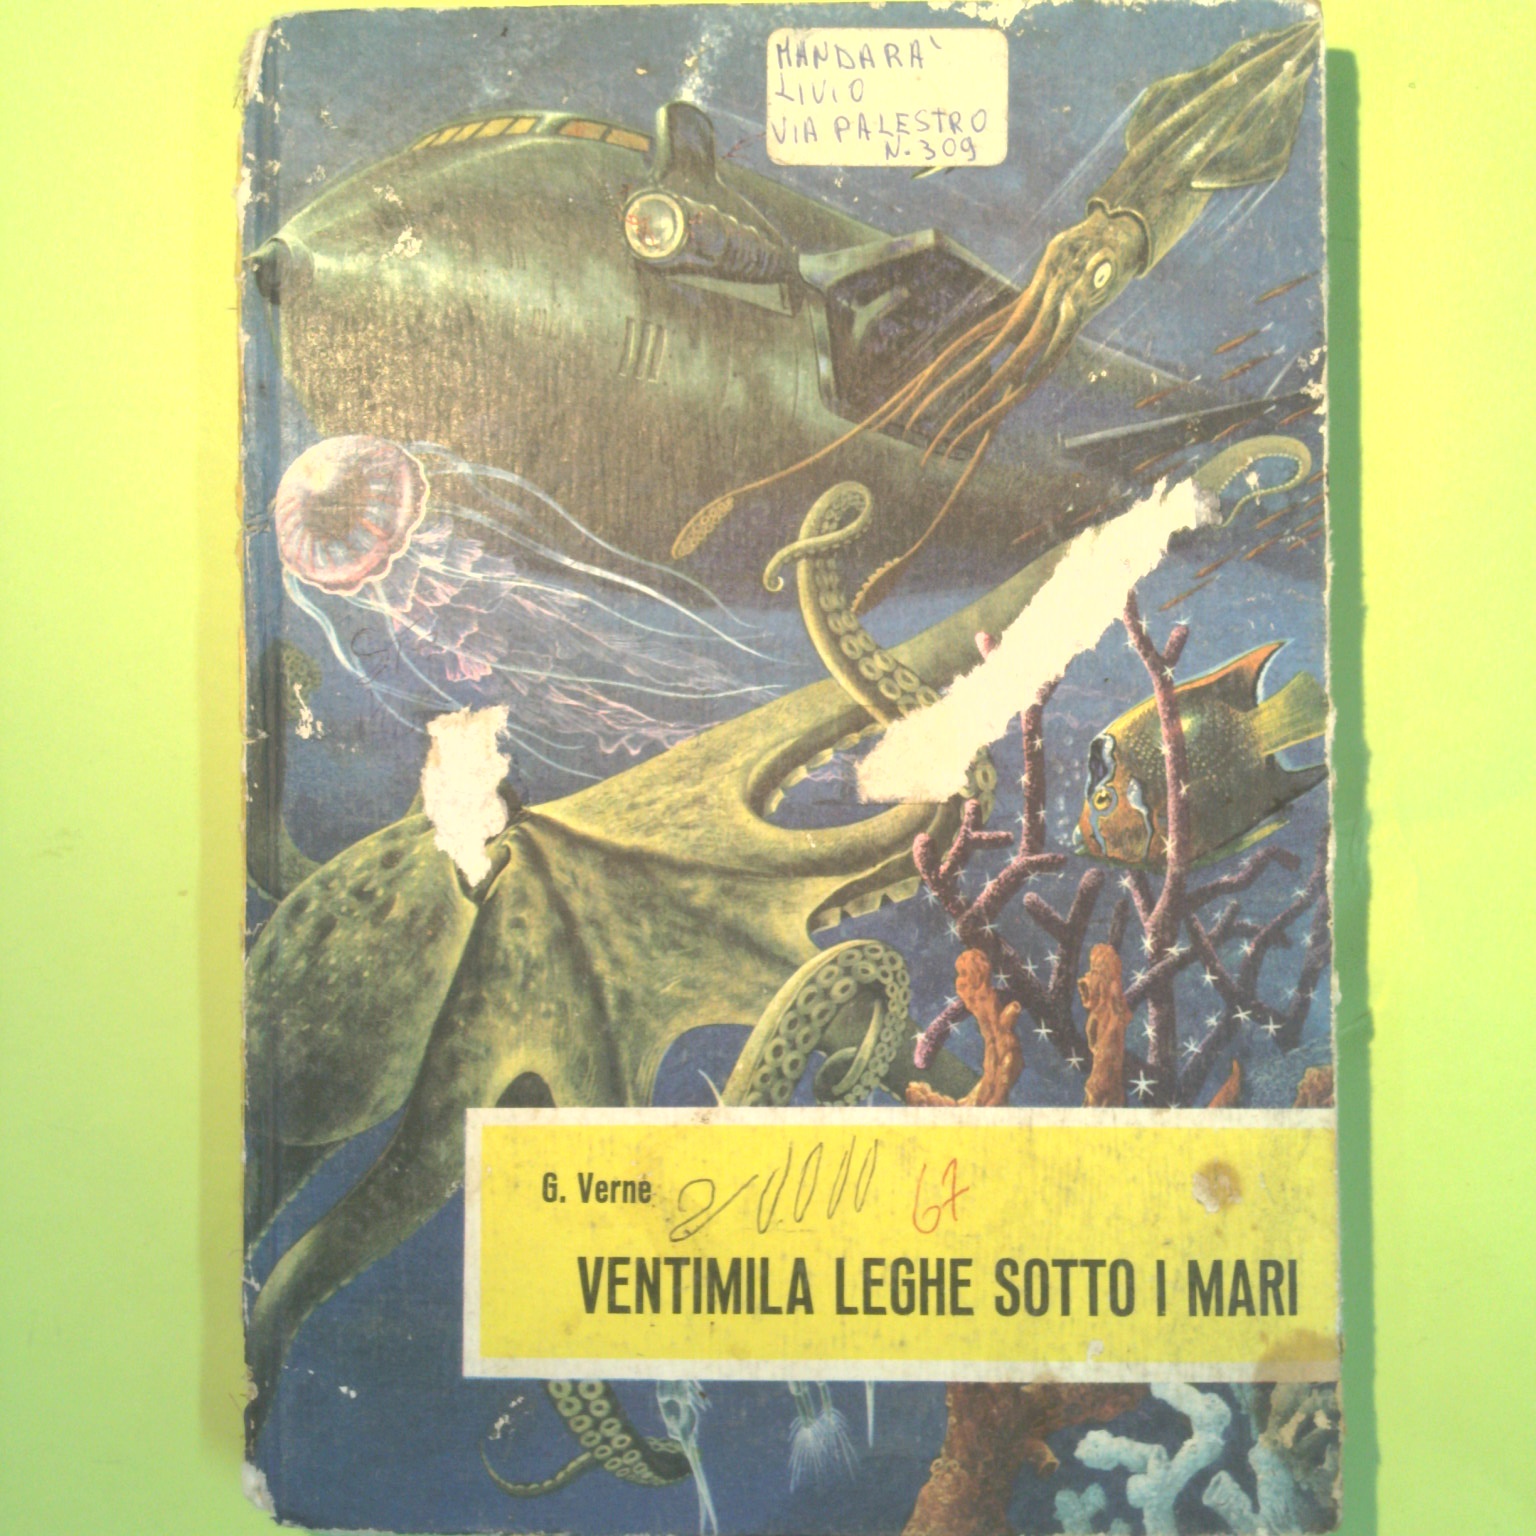 MANDARA'
LIVIO
VIA PALESTRO
N. 309
G. Verne
67
VENTIMILA LEGHE SOTTO I MARI